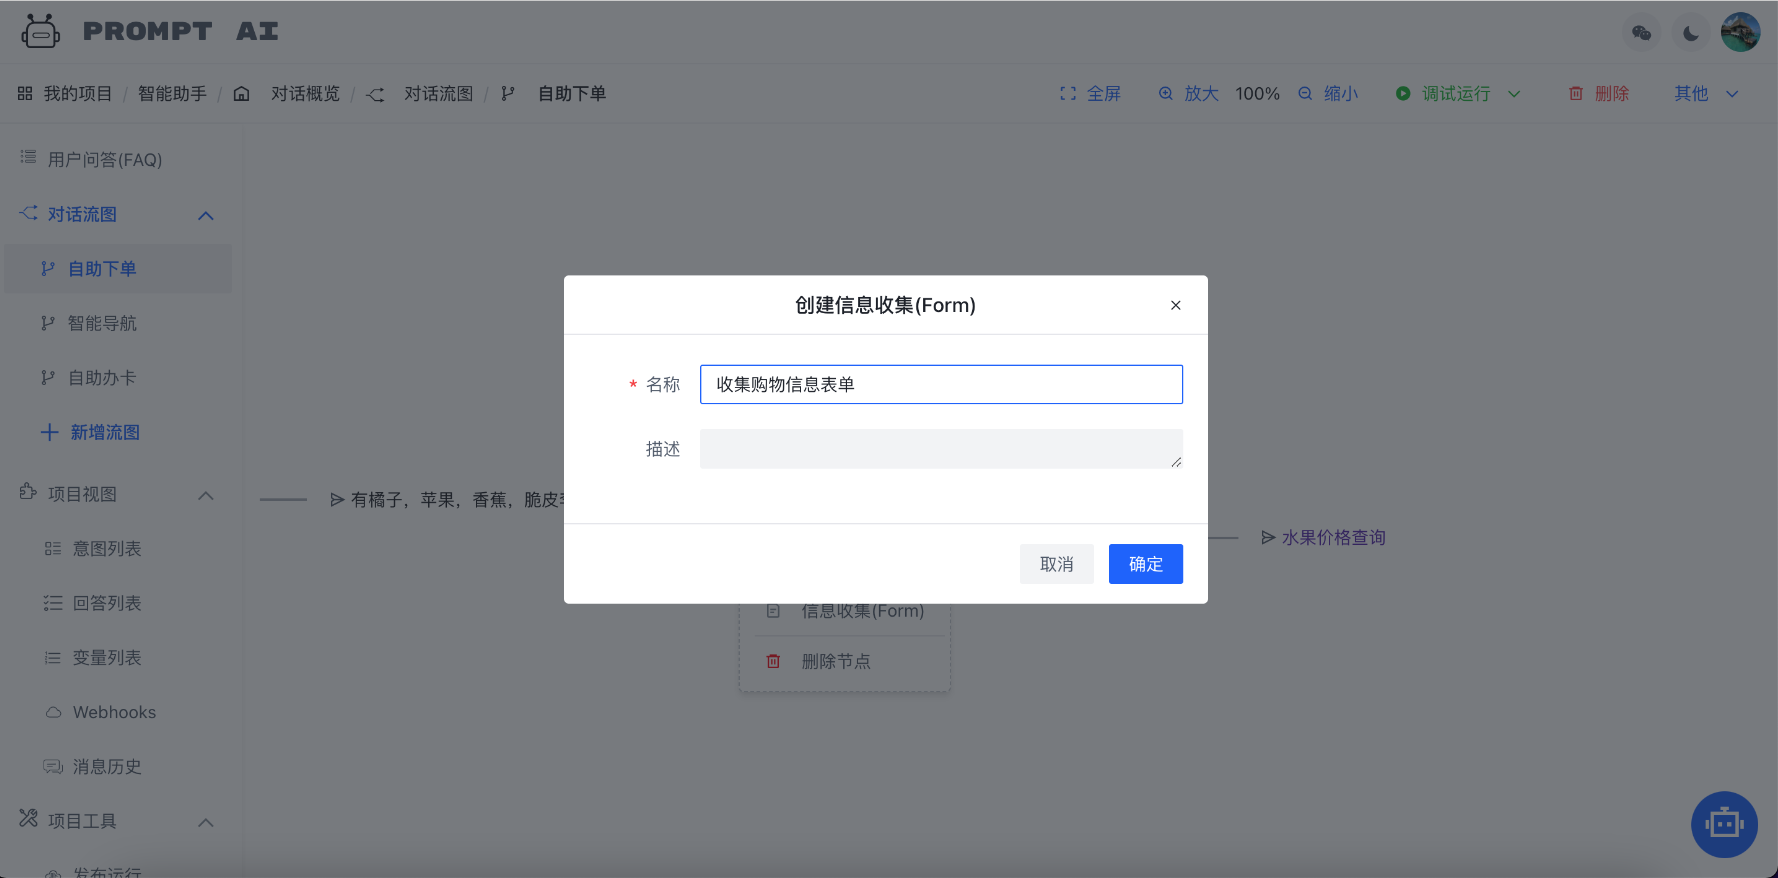 PROMPT AI
我的项目 / 智能助手 / 对话概览 / 对话流图 / 自助下单
全屏 放大 100% 缩小 调试运行 删除 其他
用户问答(FAQ)
对话流图
自助下单
智能导航
自助办卡
新增流图
项目视图
意图列表
回答列表
变量列表
Webhooks
消息历史
项目工具
发布运行
有橘子，苹果，香蕉，脆皮
创建信息收集(Form)
* 名称 收集购物信息表单
描述
取消 确定
水果价格查询
信息收集(Form)
删除节点